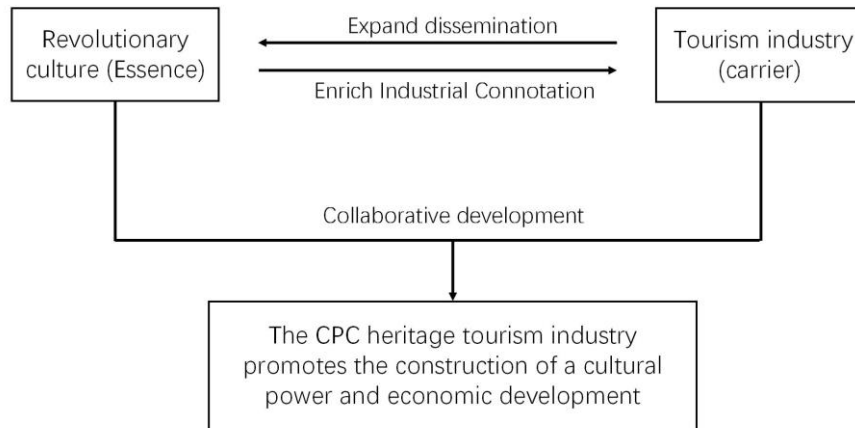 Revolutionary
culture (Essence)
Expand dissemination
Enrich Industrial Connotation
Tourism industry
(carrier)
Collaborative development
The CPC heritage tourism industry
promotes the construction of a cultural
power and economic development